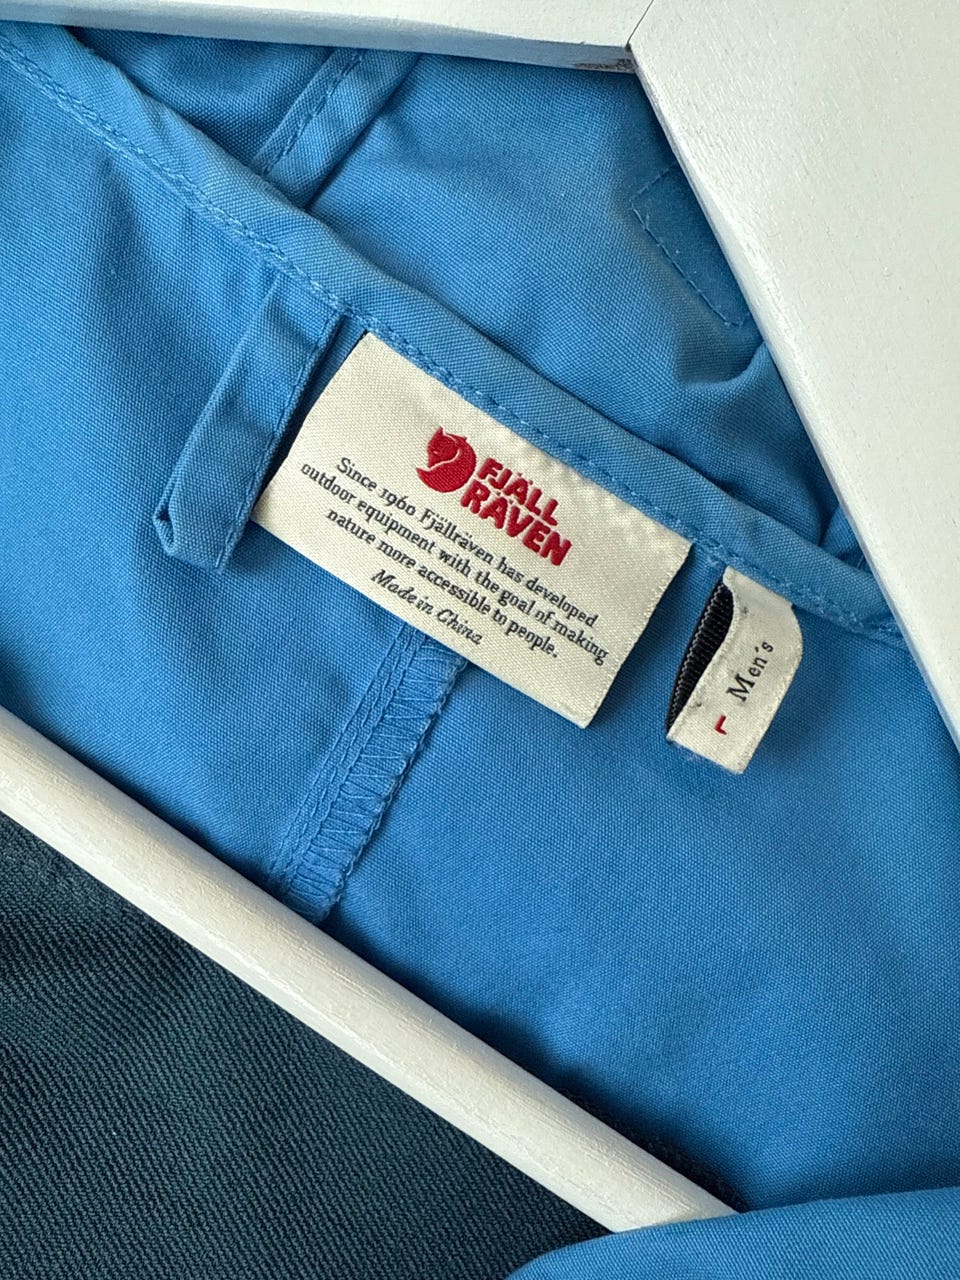 FJÄLL
RÄVEN
Since 1960 Fjällräven has developed
outdoor equipment with the goal of making
nature more accessible to people.
Made in China
Men's
L